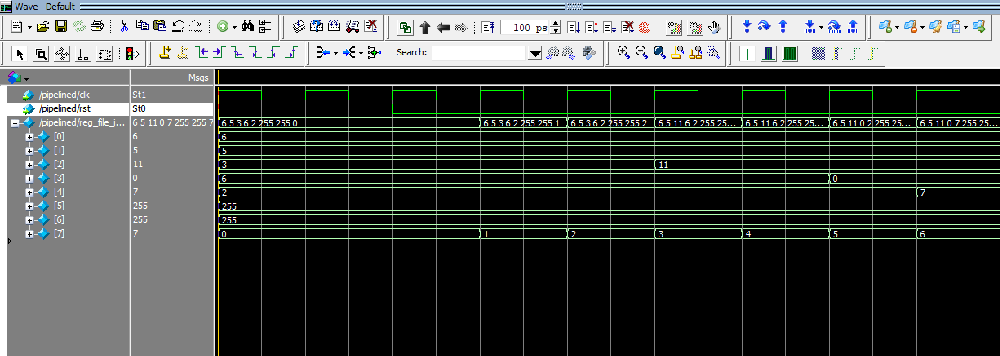 Wave - Default
100 ps
Search:
Msgs
/pipelined/clk St1
/pipelined/rst St0
/pipelined/reg_file_i... 6 5 11 0 7 255 255 7 6 5 3 6 2 255 255 0 6 5 3 6 2 255 255 1 6 5 3 6 2 255 255 2 6 5 11 6 2 255 25... 6 5 11 6 2 255 25... 6 5 11 0 2 255 25... 6 5 11 0 7 255 25...
[0] 6 6
[1] 5 5
[2] 11 3 11
[3] 0 6 0
[4] 7 2 7
[5] 255 255
[6] 255 255
[7] 7 0 1 2 3 4 5 6